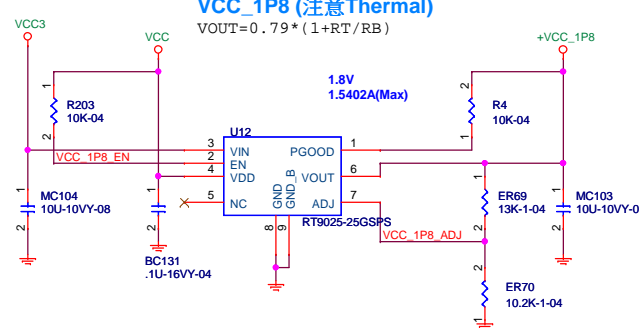 VCC_1P8 (注意Thermal)
VOUT=0.79*(1+RT/RB)
VCC3
VCC
+VCC_1P8
1.8V
1.5402A(Max)
1
R203
10K-04
2
2
R4
10K-04
1
U12
VCC_1P8_EN
3
VIN
2
EN
4
VDD
5
NC
PGOOD
1
VOUT
6
ADJ
7
GND
GND_B
8
9
RT9025-25GSPS
VCC_1P8_ADJ
1
MC104
10U-10VY-08
2
1
2
BC131
.1U-16VY-04
1
ER69
13K-1-04
2
1
MC103
10U-10VY-0
2
2
ER70
10.2K-1-04
1